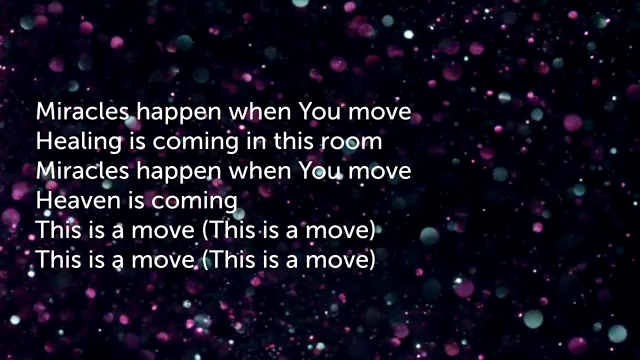 Miracles happen when You move
Healing is coming in this room
Miracles happen when You move
Heaven is coming
This is a move (This is a move)
This is a move (This is a move)